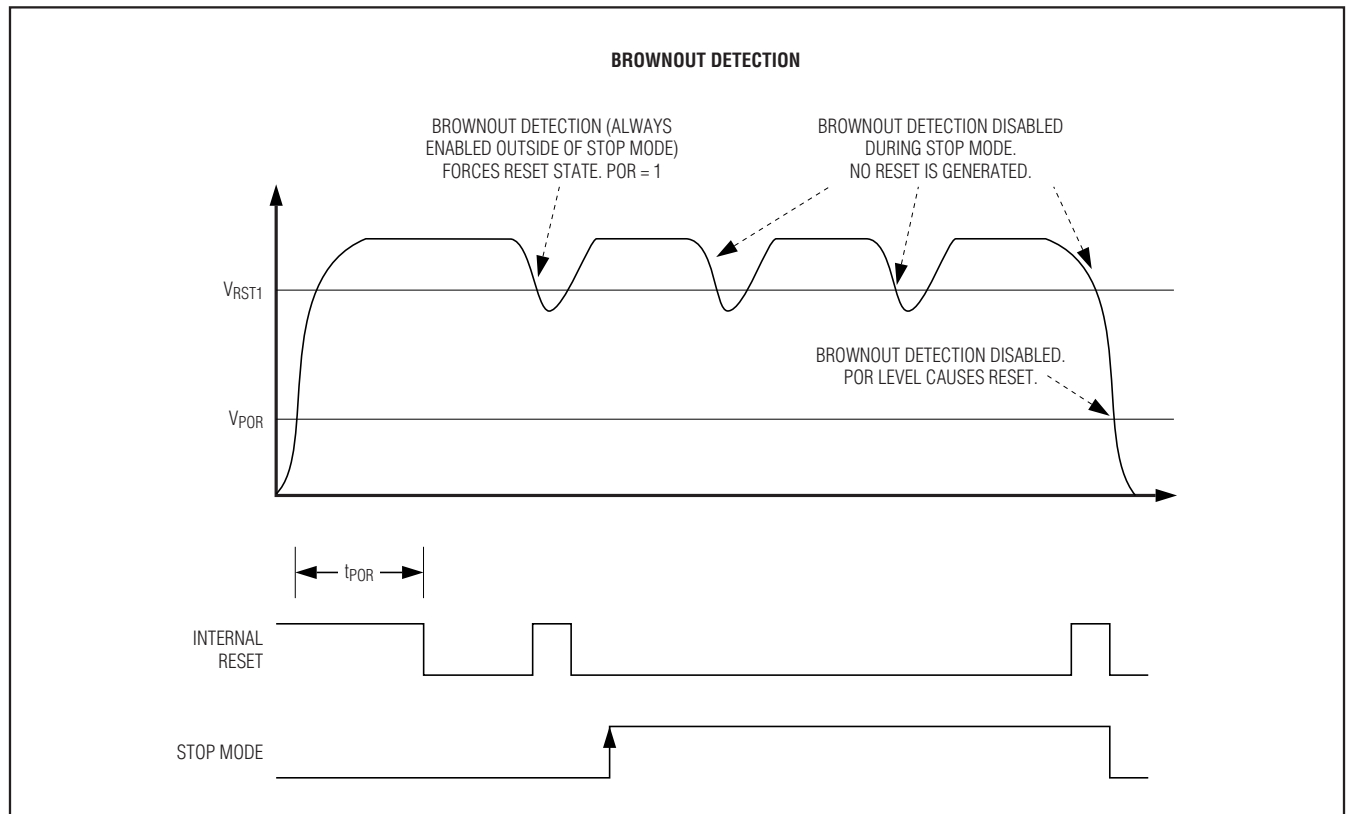 BROWNOUT DETECTION
BROWNOUT DETECTION (ALWAYS
ENABLED OUTSIDE OF STOP MODE)
FORCES RESET STATE. POR = 1
BROWNOUT DETECTION DISABLED
DURING STOP MODE.
NO RESET IS GENERATED.
VRST1
BROWNOUT DETECTION DISABLED.
POR LEVEL CAUSES RESET.
VPOR
tPOR
INTERNAL
RESET
STOP MODE